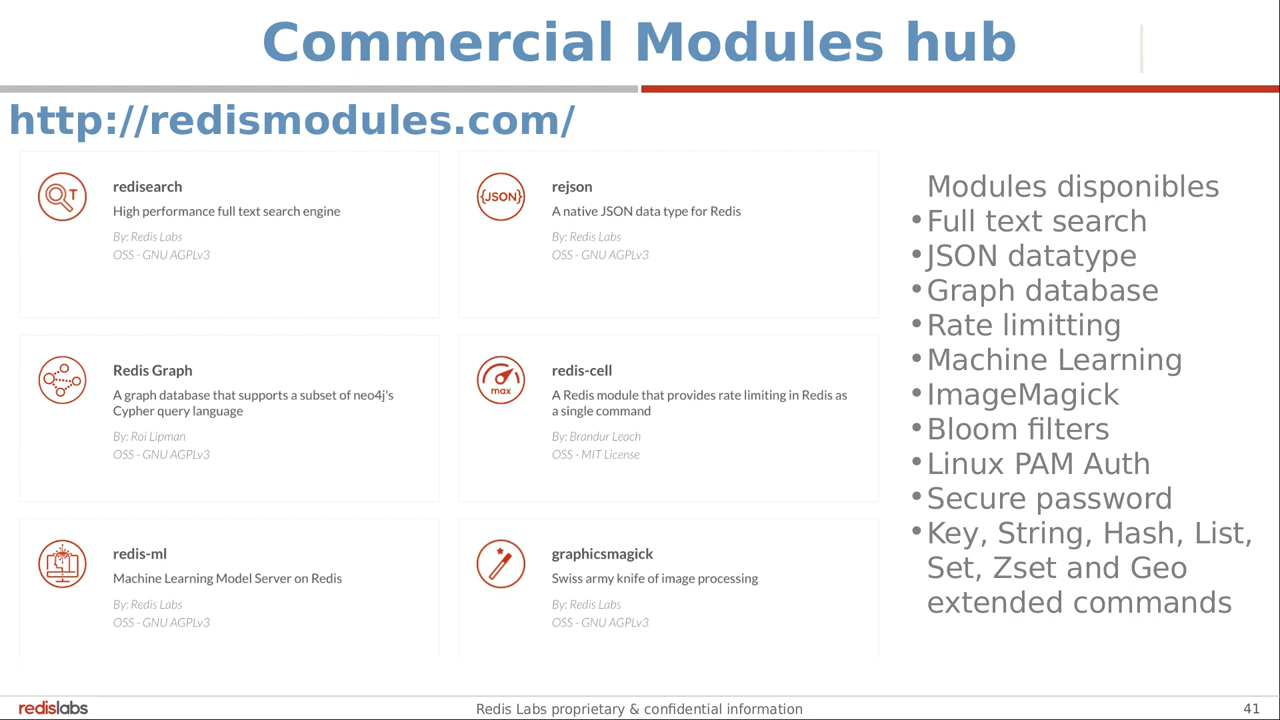 Commercial Modules hub
http://redismodules.com/
redisearch
High performance full text search engine
By: Redis Labs
OSS - GNU AGPLv3
T
rejson
A native JSON data type for Redis
By: Redis Labs
OSS - GNU AGPLv3
{JSON}
Redis Graph
A graph database that supports a subset of neo4j's
Cypher query language
By: Roi Lipman
OSS - GNU AGPLv3
redis-cell
A Redis module that provides rate limiting in Redis as
a single command
By: Brandur Leach
OSS - MIT License
max
redis-ml
Machine Learning Model Server on Redis
By: Redis Labs
OSS - GNU AGPLv3
graphicsmagick
Swiss army knife of image processing
By: Redis Labs
OSS - GNU AGPLv3
Modules disponibles
•Full text search
•JSON datatype
•Graph database
•Rate limitting
•Machine Learning
•ImageMagick
•Bloom filters
•Linux PAM Auth
•Secure password
•Key, String, Hash, List,
Set, Zset and Geo
extended commands
redislabs
Redis Labs proprietary & confidential information
41